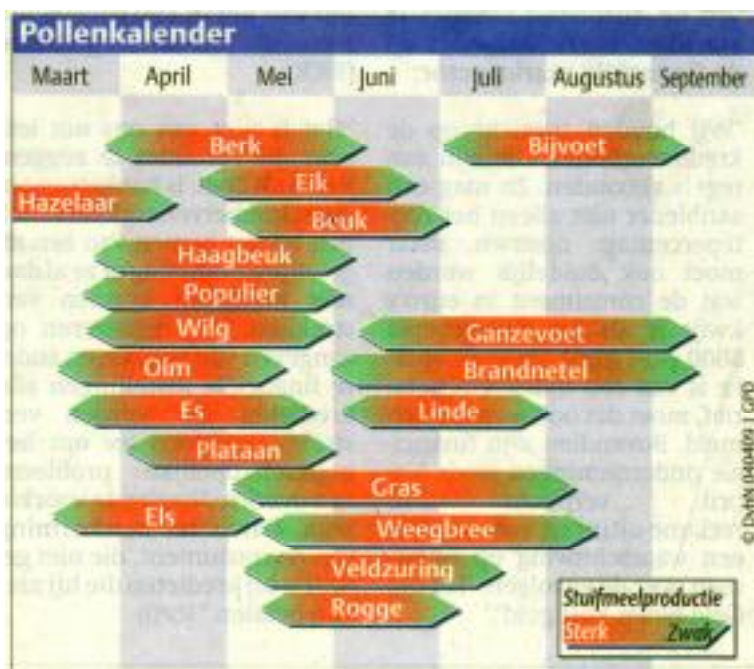 Pollenkalender
Maart April Mei Juni Juli Augustus September
Berk Bijvoet
Eik
Hazelaar
Beuk
Haagbeuk
Populier
Wilg Ganzevoet
Olm Brandnetel
Es Linde
Plataan
Gras
Els
Weegbree
Veldzuring
Rogge
Stuifmeelproductie
Sterk Zwak